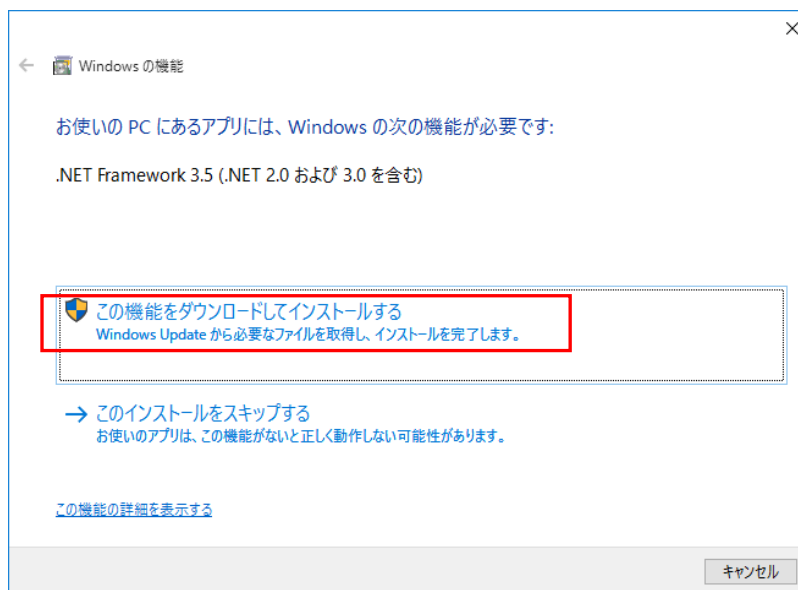 Windows の機能
お使いの PC にあるアプリには、Windows の次の機能が必要です:
.NET Framework 3.5 (.NET 2.0 および 3.0 を含む)
この機能をダウンロードしてインストールする
Windows Update から必要なファイルを取得し、インストールを完了します。
このインストールをスキップする
お使いのアプリは、この機能がないと正しく動作しない可能性があります。
この機能の詳細を表示する
キャンセル